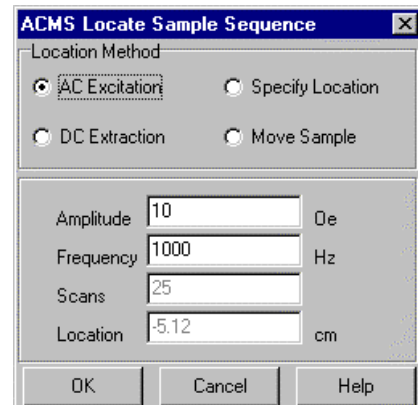 ACMS Locate Sample Sequence
Location Method
AC Excitation Specify Location
DC Extraction Move Sample
Amplitude 10 Oe
Frequency 1000 Hz
Scans 25
Location -5.12 cm
OK Cancel Help